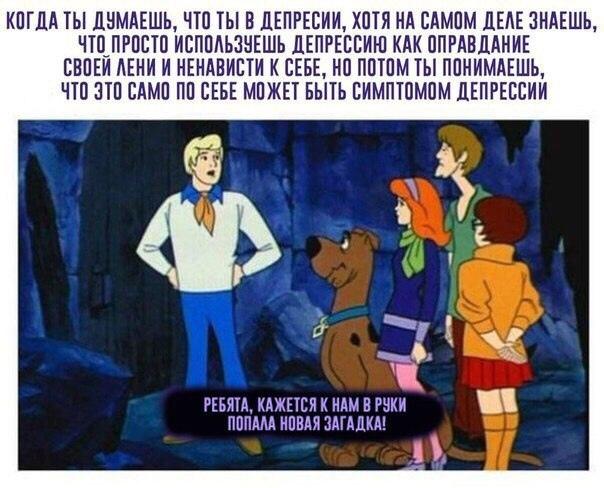 КОГДА ТЫ ДУМАЕШЬ, ЧТО ТЫ В ДЕПРЕСИИ, ХОТЯ НА САМОМ ДЕЛЕ ЗНАЕШЬ,
ЧТО ПРОСТО ИСПОЛЬЗУЕШЬ ДЕПРЕССИЮ КАК ОПРАВДАНИЕ
СВОЕЙ ЛЕНИ И НЕНАВИСТИ К СЕБЕ, НО ПОТОМ ТЫ ПОНИМАЕШЬ,
ЧТО ЭТО САМО ПО СЕБЕ МОЖЕТ БЫТЬ СИМПТОМОМ ДЕПРЕССИИ
РЕБЯТА, КАЖЕТСЯ К НАМ В РУКИ
ПОПАЛА НОВАЯ ЗАГАДКА!